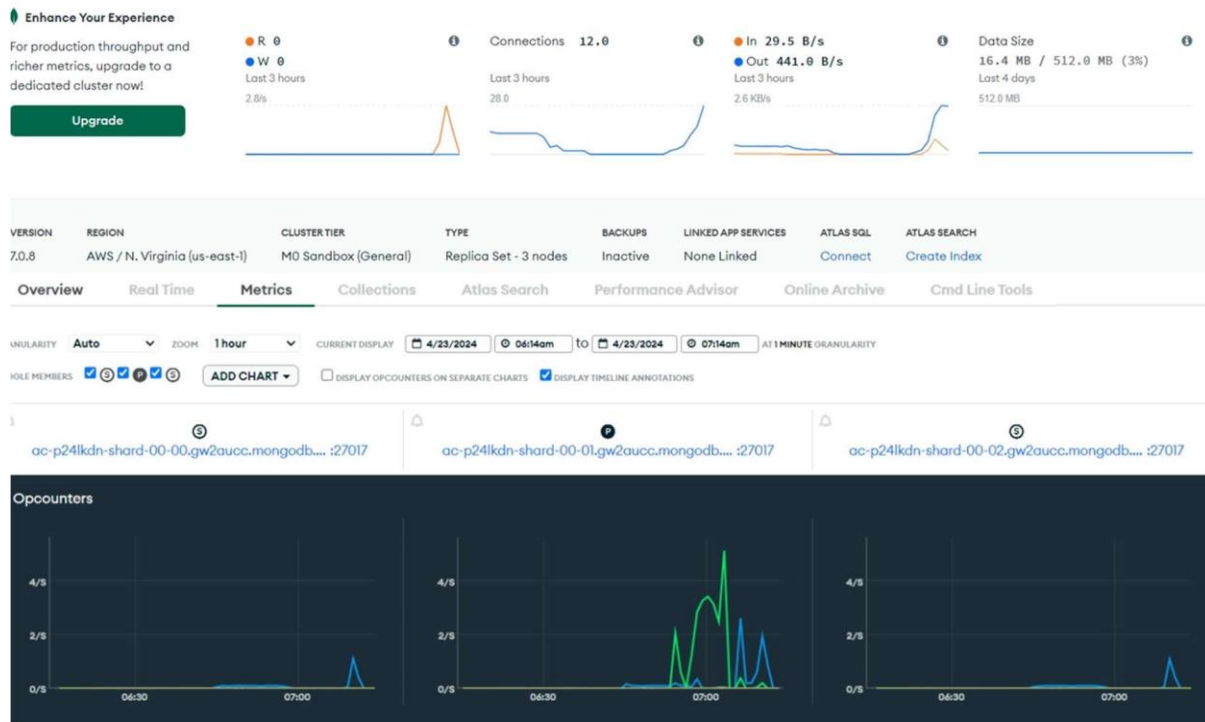 Enhance Your Experience
For production throughput and
richer metrics, upgrade to a
dedicated cluster now!
Upgrade
R 0
W 0
Last 3 hours
2.8/s
Connections 12.0
Last 3 hours
28.0
In 29.5 B/s
Out 441.0 B/s
Last 3 hours
2.6 KB/s
Data Size
16.4 MB / 512.0 MB (3%)
Last 4 days
512.0 MB
VERSION REGION CLUSTER TIER TYPE BACKUPS LINKED APP SERVICES ATLAS SQL ATLAS SEARCH
7.0.8 AWS / N. Virginia (us-east-1) M0 Sandbox (General) Replica Set - 3 nodes Inactive None Linked Connect Create Index
Overview Real Time Metrics Collections Atlas Search Performance Advisor Online Archive Cmd Line Tools
ANULARITY Auto ZOOM 1 hour CURRENT DISPLAY 4/23/2024 06:14am to 4/23/2024 07:14am AT 1 MINUTE GRANULARITY
MEMBERS S P S ADD CHART DISPLAY OPCOUNTERS ON SEPARATE CHARTS DISPLAY TIMELINE ANNOTATIONS
S P S
ac-p24lkdn-shard-00-00.gw2aucc.mongodb.... :27017 ac-p24lkdn-shard-00-01.gw2aucc.mongodb.... :27017 ac-p24lkdn-shard-00-02.gw2aucc.mongodb.... :27017
Opcounters
4/S 4/S 4/S
2/S 2/S 2/S
0/S 0/S 0/S
06:30 07:00 06:30 07:00 06:30 07:00